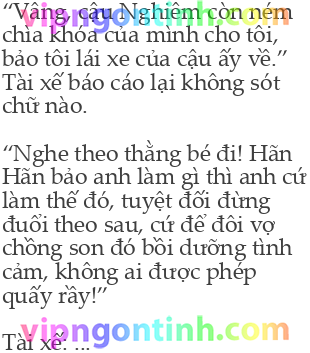 “Vâng, cậu Nghiêm còn ném
chìa khóa của mình cho tôi,
bảo tôi lái xe của cậu ấy về.”
Tài xế báo cáo lại không sót
chữ nào.

“Nghe theo thằng bé đi! Hãn
Hãn bảo anh làm gì thì anh cứ
làm thế đó, tuyệt đối đừng
đuổi theo sau, cứ để đôi vợ
chồng son đó bồi dưỡng tình
cảm, không ai được phép
quấy rầy!”

vipngontinh.com
Tài xế: ...
vipngontinh.com